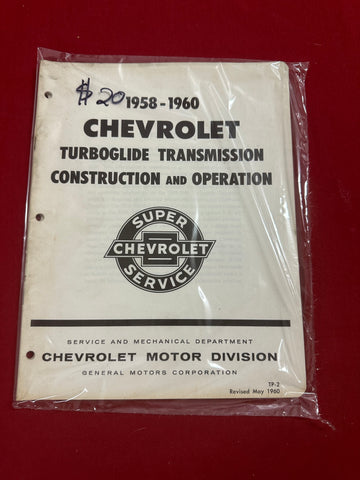 $20
1958-1960
CHEVROLET
TURBOGLIDE TRANSMISSION
CONSTRUCTION AND OPERATION
SUPER
CHEVROLET
SERVICE
SERVICE AND MECHANICAL DEPARTMENT
CHEVROLET MOTOR DIVISION
GENERAL MOTORS CORPORATION
TP-2
Revised May 1960